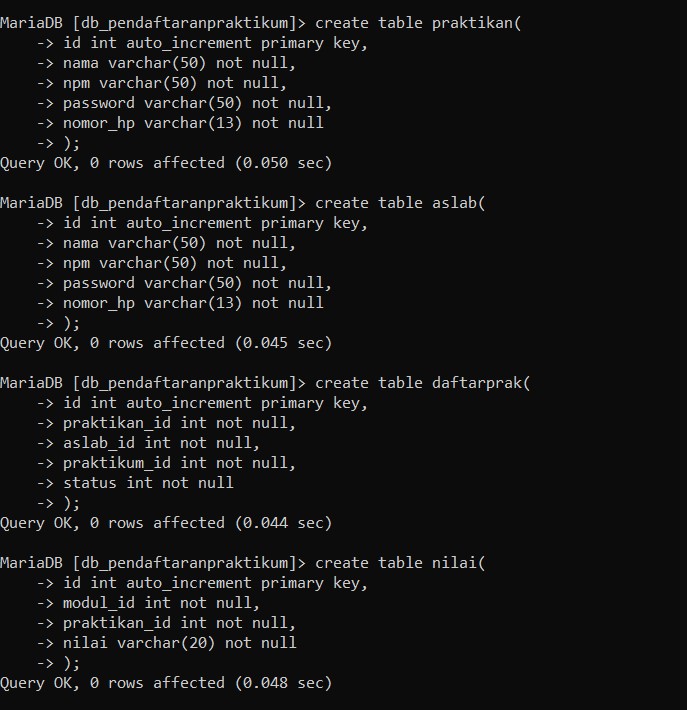 MariaDB [db_pendaftaranpraktikum]> create table praktikan(
    -> id int auto_increment primary key,
    -> nama varchar(50) not null,
    -> npm varchar(50) not null,
    -> password varchar(50) not null,
    -> nomor_hp varchar(13) not null
    -> );
Query OK, 0 rows affected (0.050 sec)

MariaDB [db_pendaftaranpraktikum]> create table aslab(
    -> id int auto_increment primary key,
    -> nama varchar(50) not null,
    -> npm varchar(50) not null,
    -> password varchar(50) not null,
    -> nomor_hp varchar(13) not null
    -> );
Query OK, 0 rows affected (0.045 sec)

MariaDB [db_pendaftaranpraktikum]> create table daftarprak(
    -> id int auto_increment primary key,
    -> praktikan_id int not null,
    -> aslab_id int not null,
    -> praktikum_id int not null,
    -> status int not null
    -> );
Query OK, 0 rows affected (0.044 sec)

MariaDB [db_pendaftaranpraktikum]> create table nilai(
    -> id int auto_increment primary key,
    -> modul_id int not null,
    -> praktikan_id int not null,
    -> nilai varchar(20) not null
    -> );
Query OK, 0 rows affected (0.048 sec)